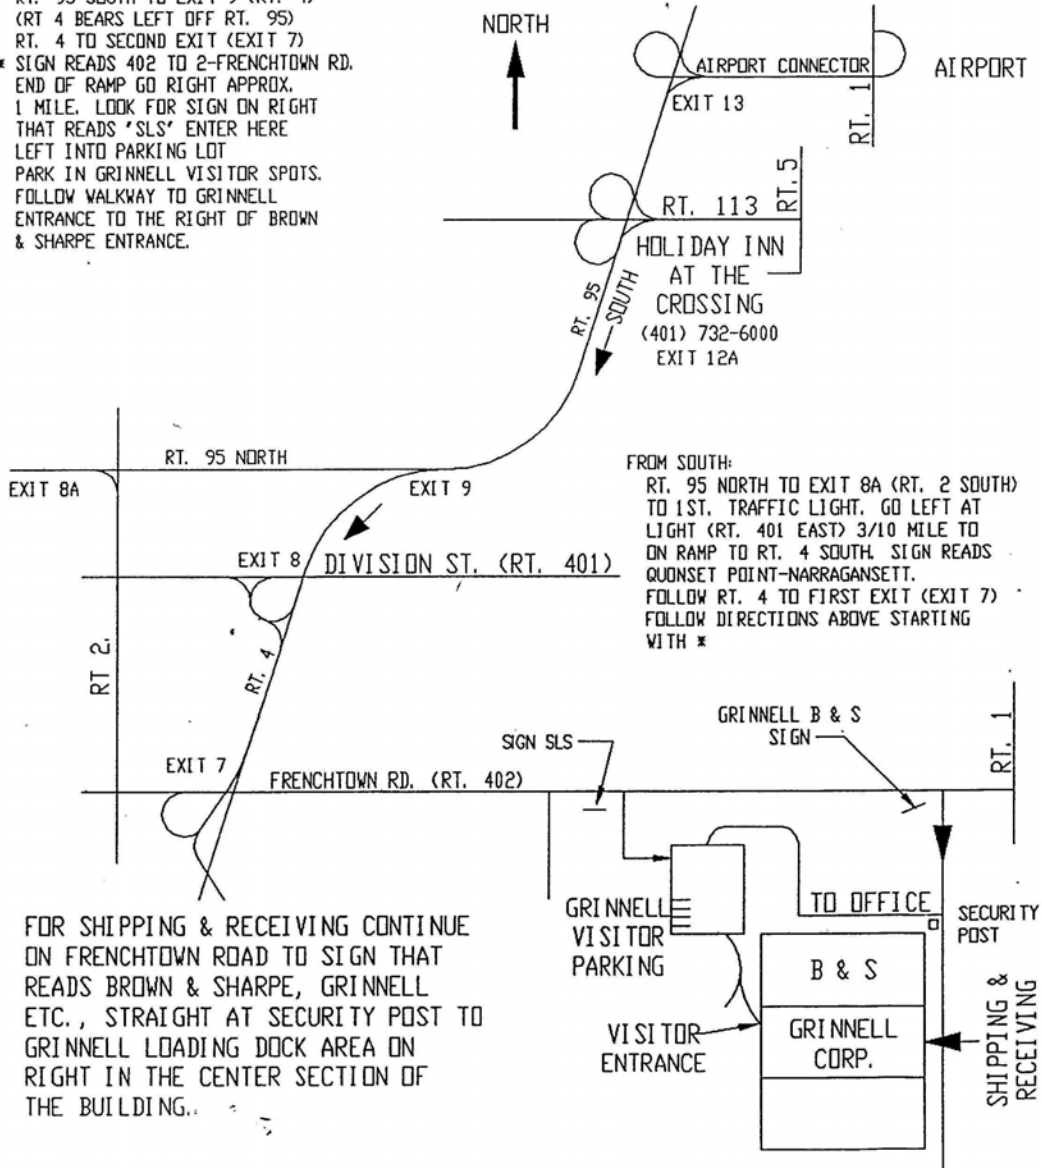 RT. 95 SOUTH TO EXIT 9 (RT. 4)
(RT 4 BEARS LEFT OFF RT. 95)
RT. 4 TO SECOND EXIT (EXIT 7)
* SIGN READS 402 TO 2-FRENCHTOWN RD.
END OF RAMP GO RIGHT APPROX.
1 MILE. LOOK FOR SIGN ON RIGHT
THAT READS 'SLS' ENTER HERE
LEFT INTO PARKING LOT
PARK IN GRINNELL VISITOR SPOTS.
FOLLOW WALKWAY TO GRINNELL
ENTRANCE TO THE RIGHT OF BROWN
& SHARPE ENTRANCE.
NORTH
AIRPORT CONNECTOR
AIRPORT
EXIT 13
RT. 1
RT. 113
RT. 5
HOLIDAY INN
AT THE
CROSSING
(401) 732-6000
EXIT 12A
RT. 95
SOUTH
RT. 95 NORTH
EXIT 8A
EXIT 9
FROM SOUTH:
RT. 95 NORTH TO EXIT 8A (RT. 2 SOUTH)
TO 1ST. TRAFFIC LIGHT. GO LEFT AT
LIGHT (RT. 401 EAST) 3/10 MILE TO
ON RAMP TO RT. 4 SOUTH. SIGN READS
QUONSET POINT-NARRAGANSETT.
FOLLOW RT. 4 TO FIRST EXIT (EXIT 7)
FOLLOW DIRECTIONS ABOVE STARTING
WITH *
EXIT 8
DIVISION ST. (RT. 401)
RT 2.
RT. 4
EXIT 7
FRENCHTOWN RD. (RT. 402)
SIGN SLS
GRINNELL B & S
SIGN
RT. 1
GRINNELL
VISITOR
PARKING
TO OFFICE
SECURITY
POST
B & S
GRINNELL
CORP.
VISITOR
ENTRANCE
SHIPPING &
RECEIVING
FOR SHIPPING & RECEIVING CONTINUE
ON FRENCHTOWN ROAD TO SIGN THAT
READS BROWN & SHARPE, GRINNELL
ETC., STRAIGHT AT SECURITY POST TO
GRINNELL LOADING DOCK AREA ON
RIGHT IN THE CENTER SECTION OF
THE BUILDING.